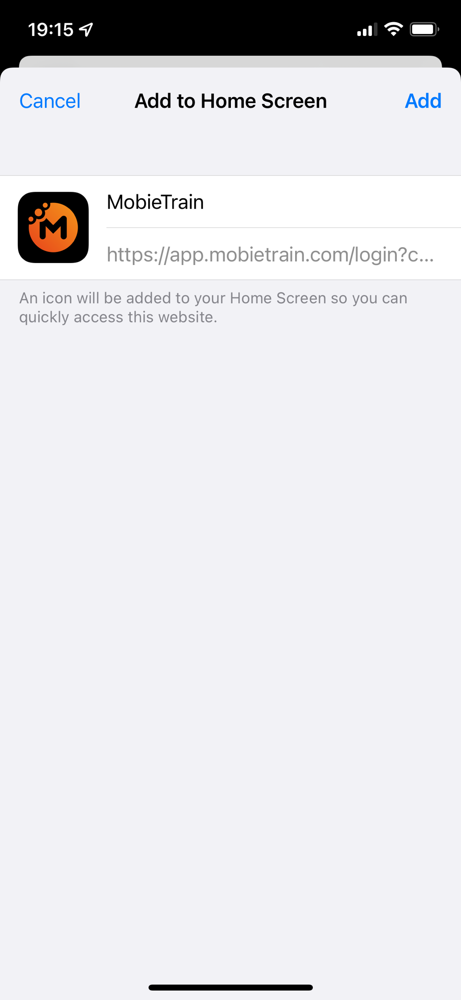 19:15
Cancel Add to Home Screen Add
M
MobieTrain
https://app.mobietrain.com/login?c...
An icon will be added to your Home Screen so you can
quickly access this website.